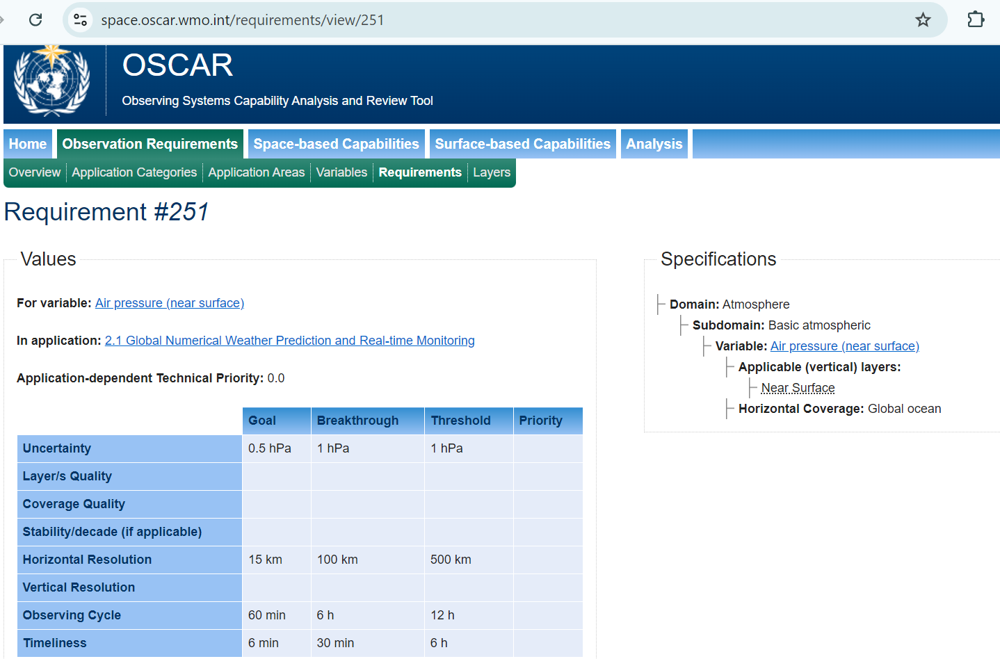 space.oscar.wmo.int/requirements/view/251
OSCAR
Observing Systems Capability Analysis and Review Tool
Home Observation Requirements Space-based Capabilities Surface-based Capabilities Analysis
Overview Application Categories Application Areas Variables Requirements Layers
Requirement #251
Values
For variable: Air pressure (near surface)
In application: 2.1 Global Numerical Weather Prediction and Real-time Monitoring
Application-dependent Technical Priority: 0.0
Goal Breakthrough Threshold Priority
Uncertainty 0.5 hPa 1 hPa 1 hPa
Layer/s Quality
Coverage Quality
Stability/decade (if applicable)
Horizontal Resolution 15 km 100 km 500 km
Vertical Resolution
Observing Cycle 60 min 6 h 12 h
Timeliness 6 min 30 min 6 h
Specifications
Domain: Atmosphere
Subdomain: Basic atmospheric
Variable: Air pressure (near surface)
Applicable (vertical) layers:
Near Surface
Horizontal Coverage: Global ocean